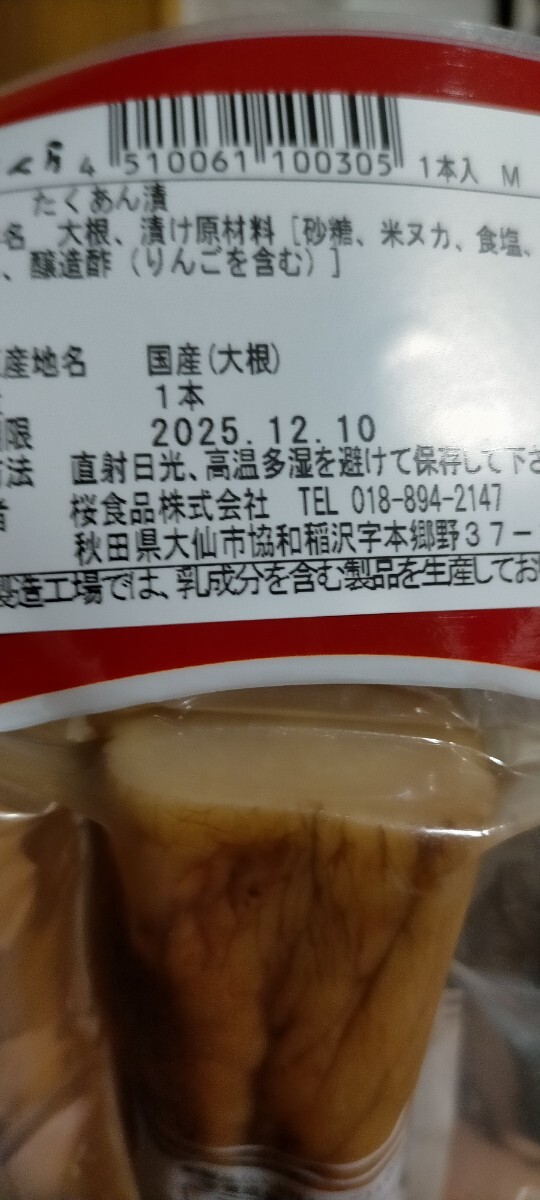 4 510061 100305 1本入 M
たくあん漬
名 大根、漬け原材料［砂糖、米ヌカ、食塩、
、醸造酢（りんごを含む）］
産地名 国産(大根)
1本
限 2025.12.10
方法 直射日光、高温多湿を避けて保存して下さ
者 桜食品株式会社 TEL 018-894-2147
秋田県大仙市協和稲沢字本郷野37-
製造工場では、乳成分を含む製品を生産してお